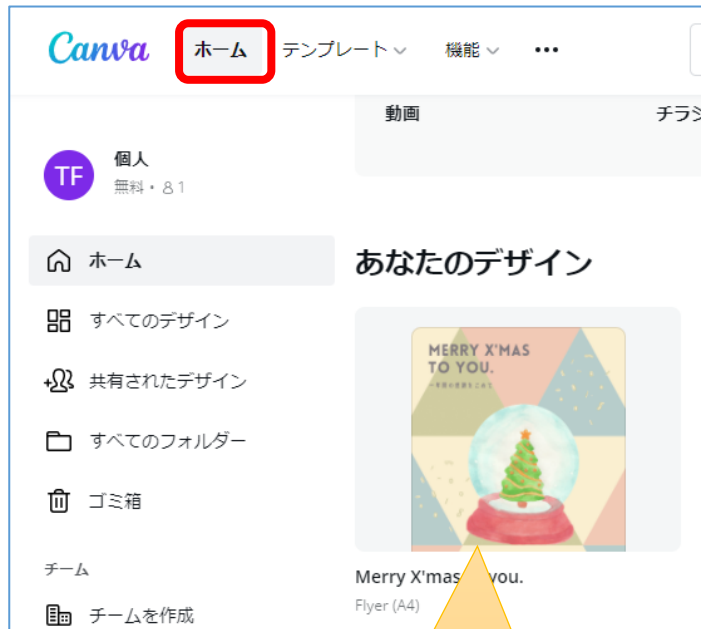 Canva ホーム テンプレート 機能 •••
動画 チラシ
TF 個人
無料・ 1
ホーム
あなたのデザイン
すべてのデザイン
共有されたデザイン
すべてのフォルダー
ゴミ箱
MERRY X'MAS
TO YOU.
チーム
チームを作成
Merry X'mas you.
Flyer (A4)